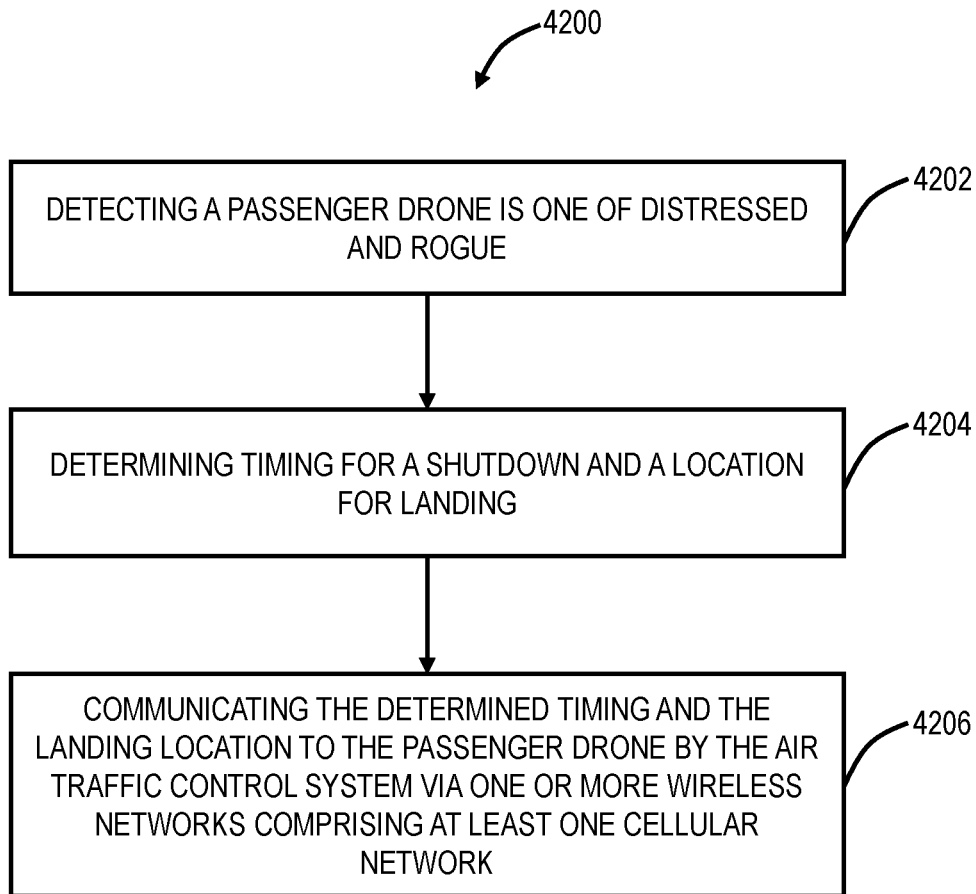 4200
4202
DETECTING A PASSENGER DRONE IS ONE OF DISTRESSED
AND ROGUE
4204
DETERMINING TIMING FOR A SHUTDOWN AND A LOCATION
FOR LANDING
4206
COMMUNICATING THE DETERMINED TIMING AND THE
LANDING LOCATION TO THE PASSENGER DRONE BY THE AIR
TRAFFIC CONTROL SYSTEM VIA ONE OR MORE WIRELESS
NETWORKS COMPRISING AT LEAST ONE CELLULAR
NETWORK